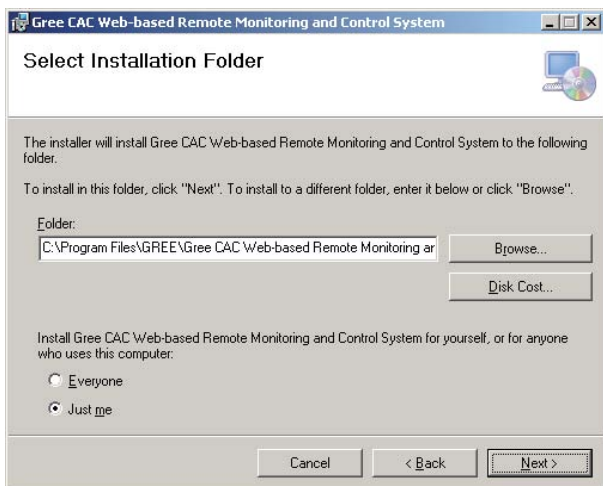 Gree CAC Web-based Remote Monitoring and Control System
Select Installation Folder
The installer will install Gree CAC Web-based Remote Monitoring and Control System to the following
folder.
To install in this folder, click "Next". To install to a different folder, enter it below or click "Browse".
Folder:
C:\Program Files\GREE\Gree CAC Web-based Remote Monitoring ar
Browse...
Disk Cost...
Install Gree CAC Web-based Remote Monitoring and Control System for yourself, or for anyone
who uses this computer:
Everyone
Just me
Cancel
< Back
Next >